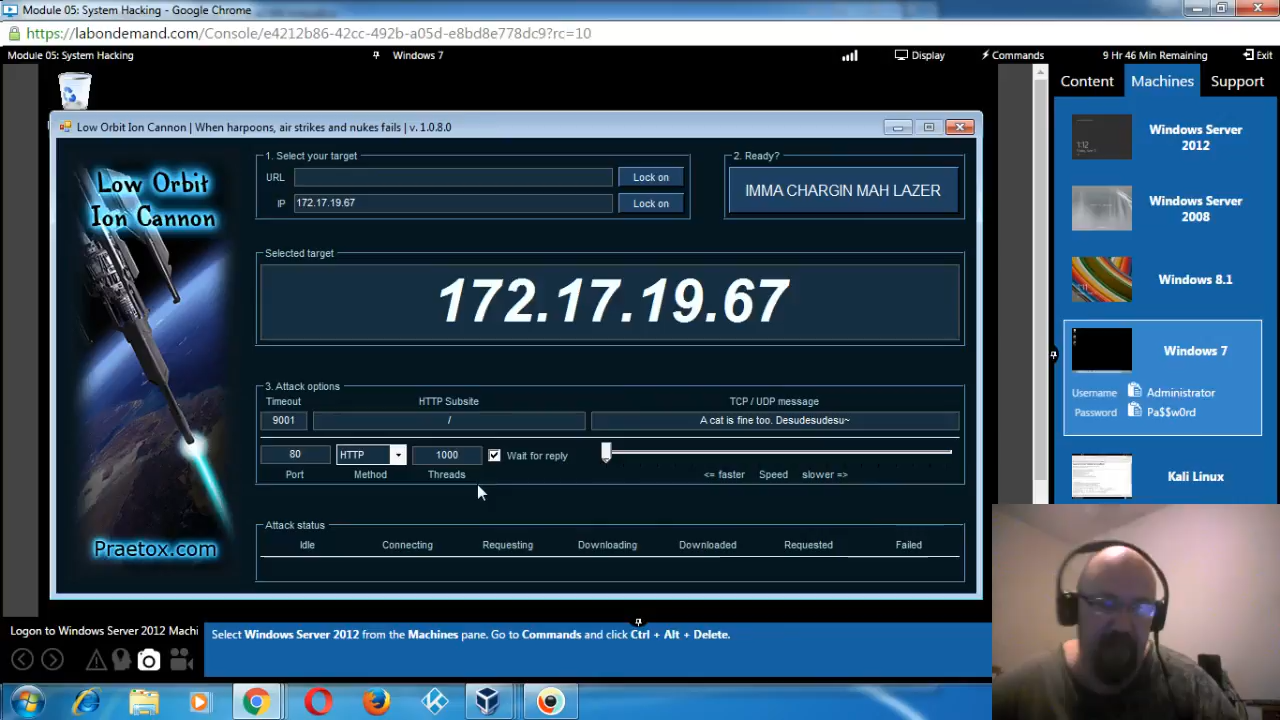 Module 05: System Hacking - Google Chrome
https://labondemand.com/Console/e4212b86-42cc-492b-a05d-e8bd8e778dc9?rc=10
Module 05: System Hacking
Windows 7
Display
Commands
9 Hr 46 Min Remaining
Exit
Content
Machines
Support
Low Orbit Ion Cannon | When harpoons, air strikes and nukes fails | v. 1.0.8.0
Low Orbit
Ion Cannon
Praetox.com
1. Select your target
URL
Lock on
IP
172.17.19.67
Lock on
2. Ready?
IMMA CHARGIN MAH LAZER
Selected target
172.17.19.67
3. Attack options
Timeout
HTTP Subsite
TCP / UDP message
9001
/
A cat is fine too. Desudesudesu~
80
HTTP
1000
Wait for reply
Port
Method
Threads
<= faster
Speed
slower =>
Attack status
Idle
Connecting
Requesting
Downloading
Downloaded
Requested
Failed
Windows Server
2012
Windows Server
2008
Windows 8.1
Windows 7
Username
Administrator
Password
Pa$$w0rd
Kali Linux
Logon to Windows Server 2012 Machi
Select Windows Server 2012 from the Machines pane. Go to Commands and click Ctrl + Alt + Delete.